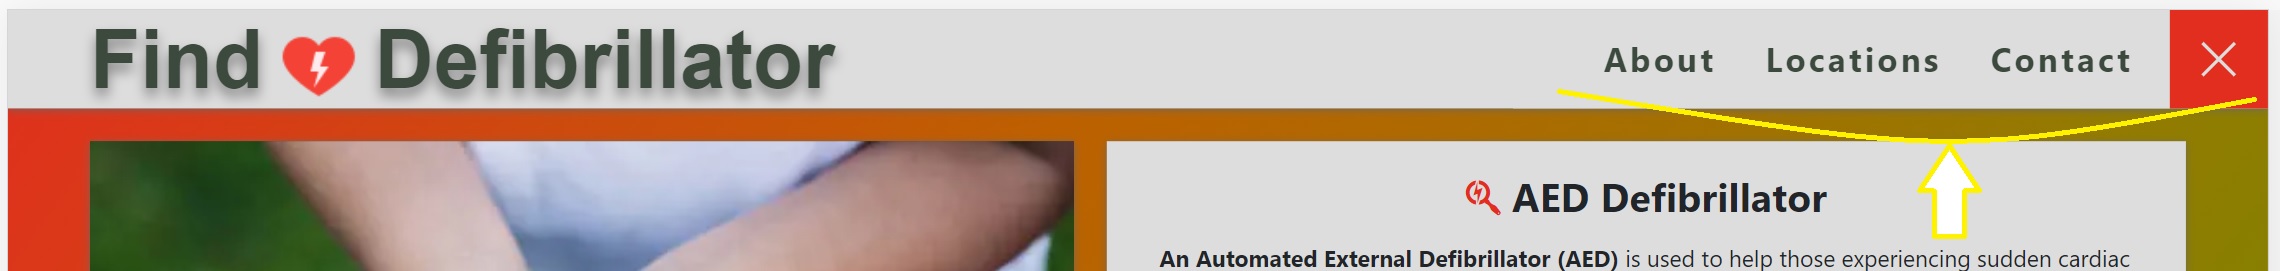 Find Defibrillator
About Locations Contact
AED Defibrillator
An Automated External Defibrillator (AED) is used to help those experiencing sudden cardiac